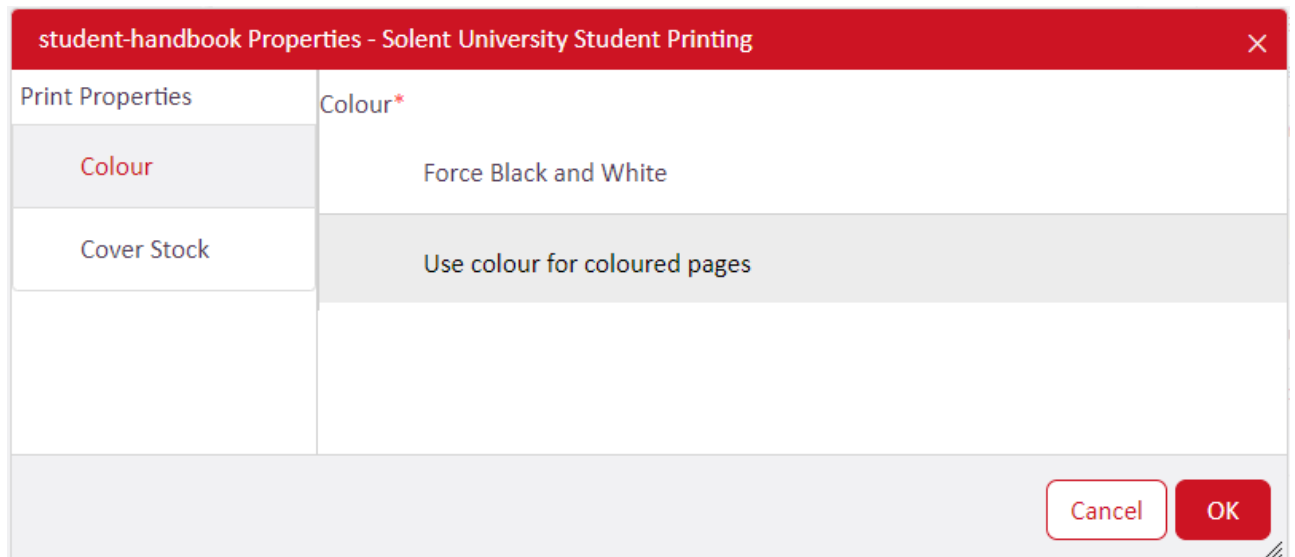 student-handbook Properties - Solent University Student Printing
Print Properties
Colour
Cover Stock
Colour*
Force Black and White
Use colour for coloured pages
Cancel
OK